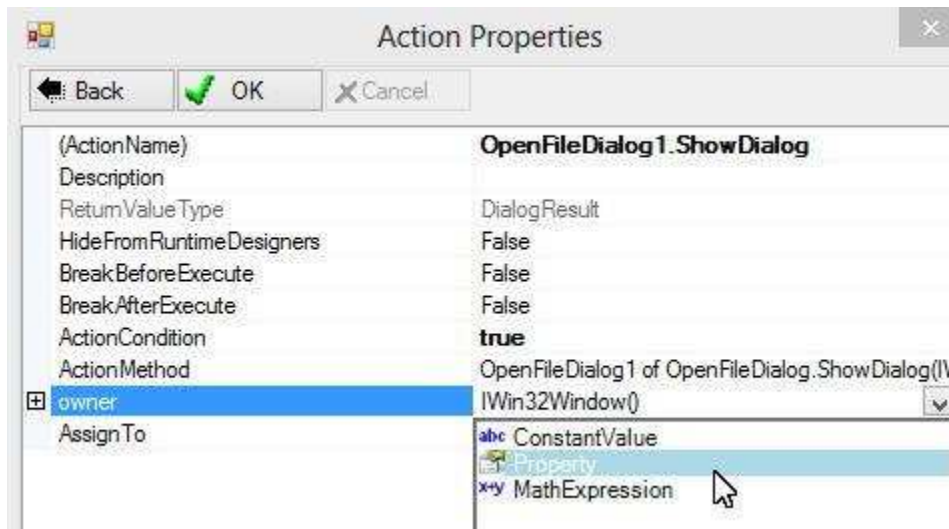 Action Properties
Back OK Cancel
(ActionName) OpenFileDialog1.ShowDialog
Description
ReturnValueType DialogResult
HideFromRuntimeDesigners False
BreakBeforeExecute False
BreakAfterExecute False
ActionCondition true
ActionMethod OpenFileDialog1 of OpenFileDialog.ShowDialog(IW
owner IWin32Window()
AssignTo
abc ConstantValue
Property
x+y MathExpression